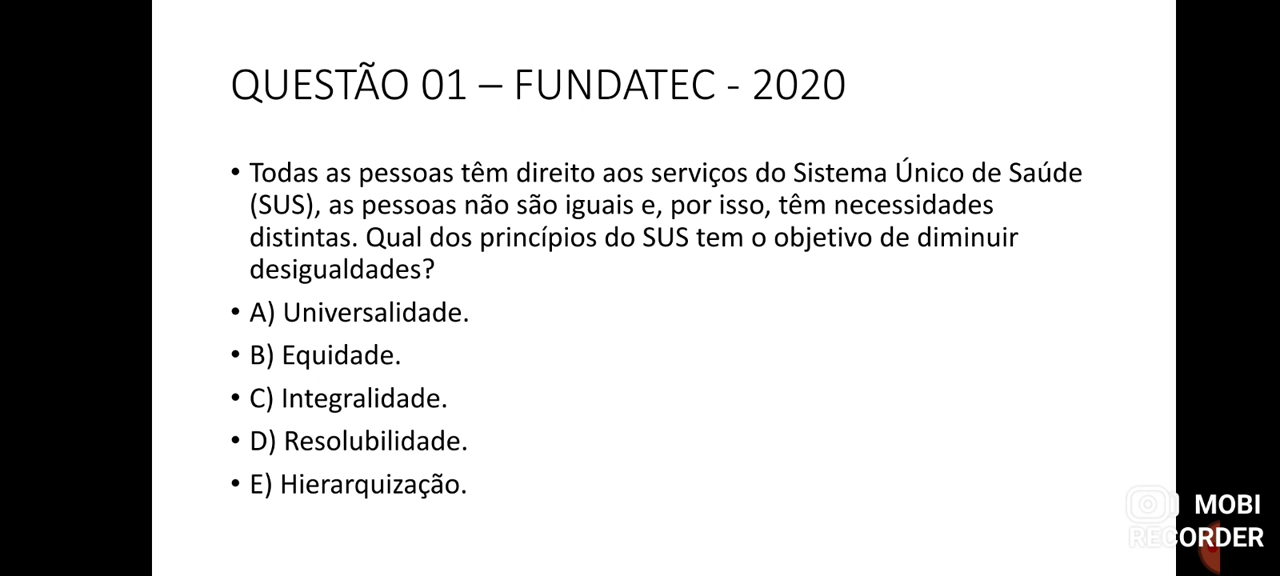 QUESTÃO 01 – FUNDATEC - 2020
• Todas as pessoas têm direito aos serviços do Sistema Único de Saúde
(SUS), as pessoas não são iguais e, por isso, têm necessidades
distintas. Qual dos princípios do SUS tem o objetivo de diminuir
desigualdades?
• A) Universalidade.
• B) Equidade.
• C) Integralidade.
• D) Resolubilidade.
• E) Hierarquização.
MOBI
RECORDER